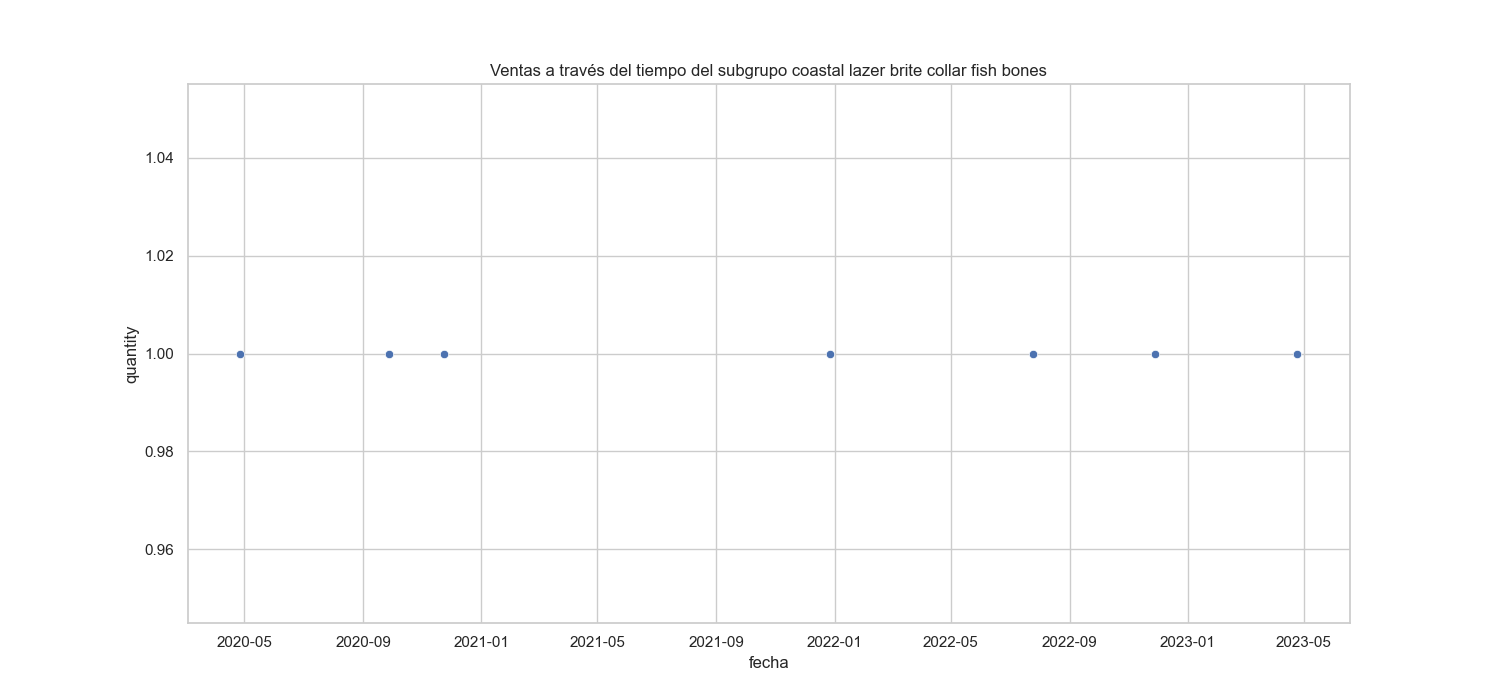 Ventas a través del tiempo del subgrupo coastal lazer brite collar fish bones
1.04
1.02
1.00
0.98
0.96
quantity
2020-05 2020-09 2021-01 2021-05 2021-09 2022-01 2022-05 2022-09 2023-01 2023-05
fecha